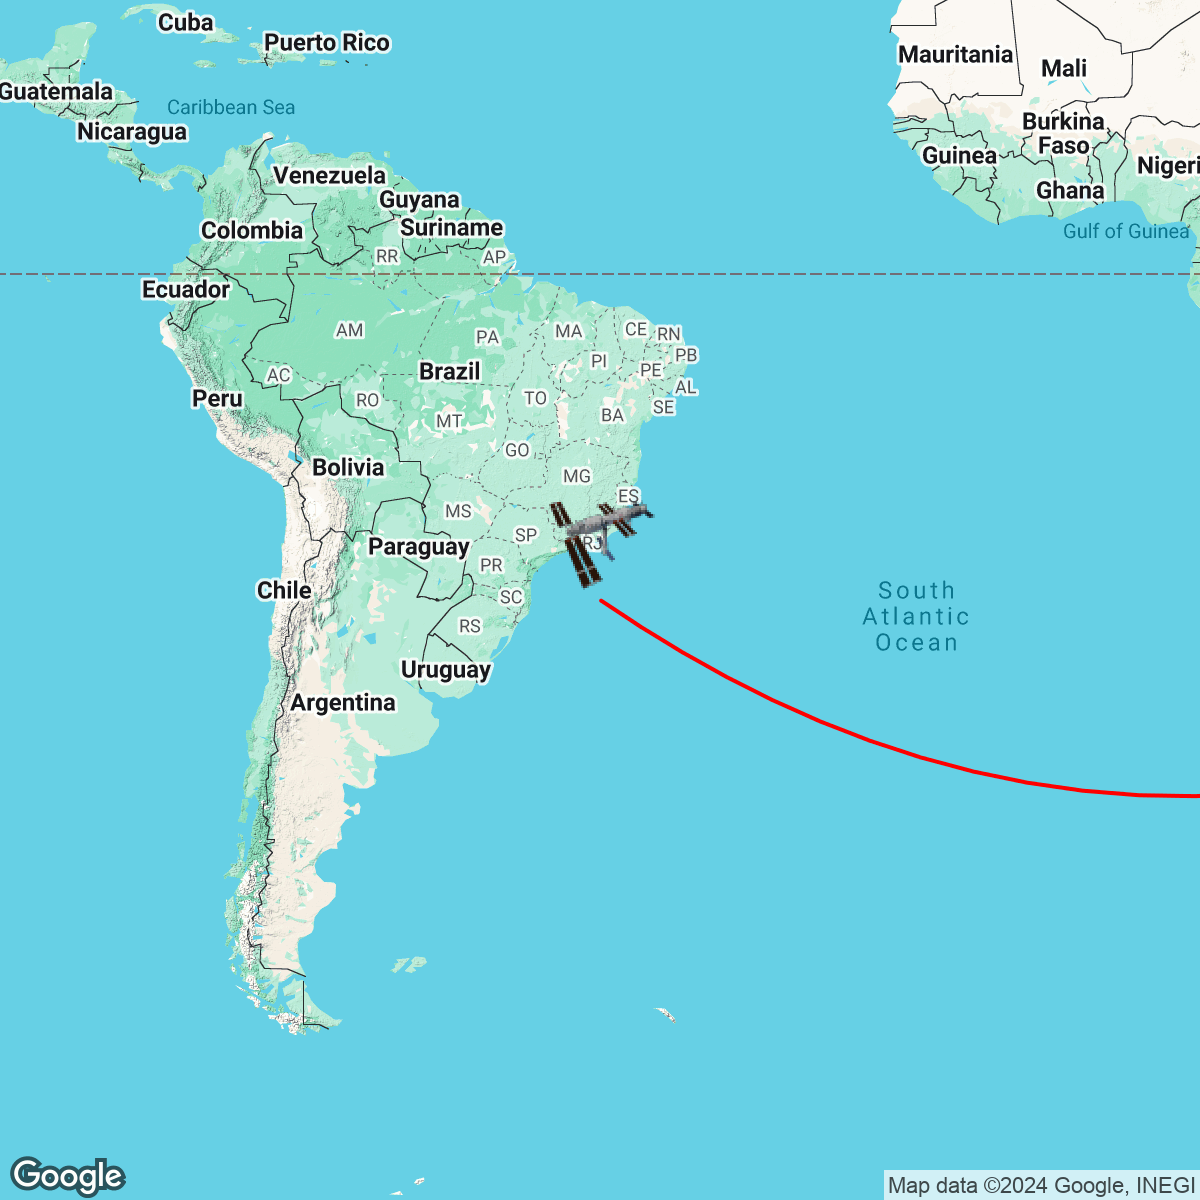 Cuba
Puerto Rico
Mauritania
Mali
Guatemala
Caribbean Sea
Nicaragua
Burkina
Faso
Guinea
Venezuela
Nigeri
Ghana
Guyana
Suriname
Colombia
Gulf of Guinea
RR
AP
Ecuador
AM
PA
MA
CE
RN
PB
PI
PE
Brazil
AC
AL
Peru
RO
TO
SE
MT
BA
GO
Bolivia
MG
ES
MS
SP
RJ
Paraguay
PR
Chile
SC
South
Atlantic
Ocean
RS
Uruguay
Argentina
Google
Map data ©2024 Google, INEGI